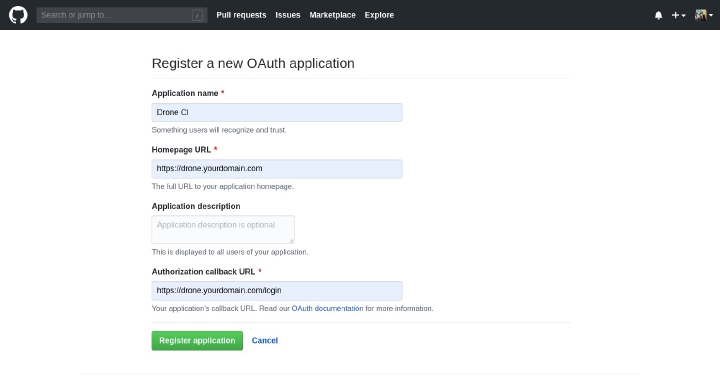 Search or jump to... /
Pull requests Issues Marketplace Explore
Register a new OAuth application
Application name *
Drone CI
Something users will recognize and trust.
Homepage URL *
https://drone.yourdomain.com
The full URL to your application homepage.
Application description
Application description is optional
This is displayed to all users of your application.
Authorization callback URL *
https://drone.yourdomain.com/login
Your application's callback URL. Read our OAuth documentation for more information.
Register application Cancel